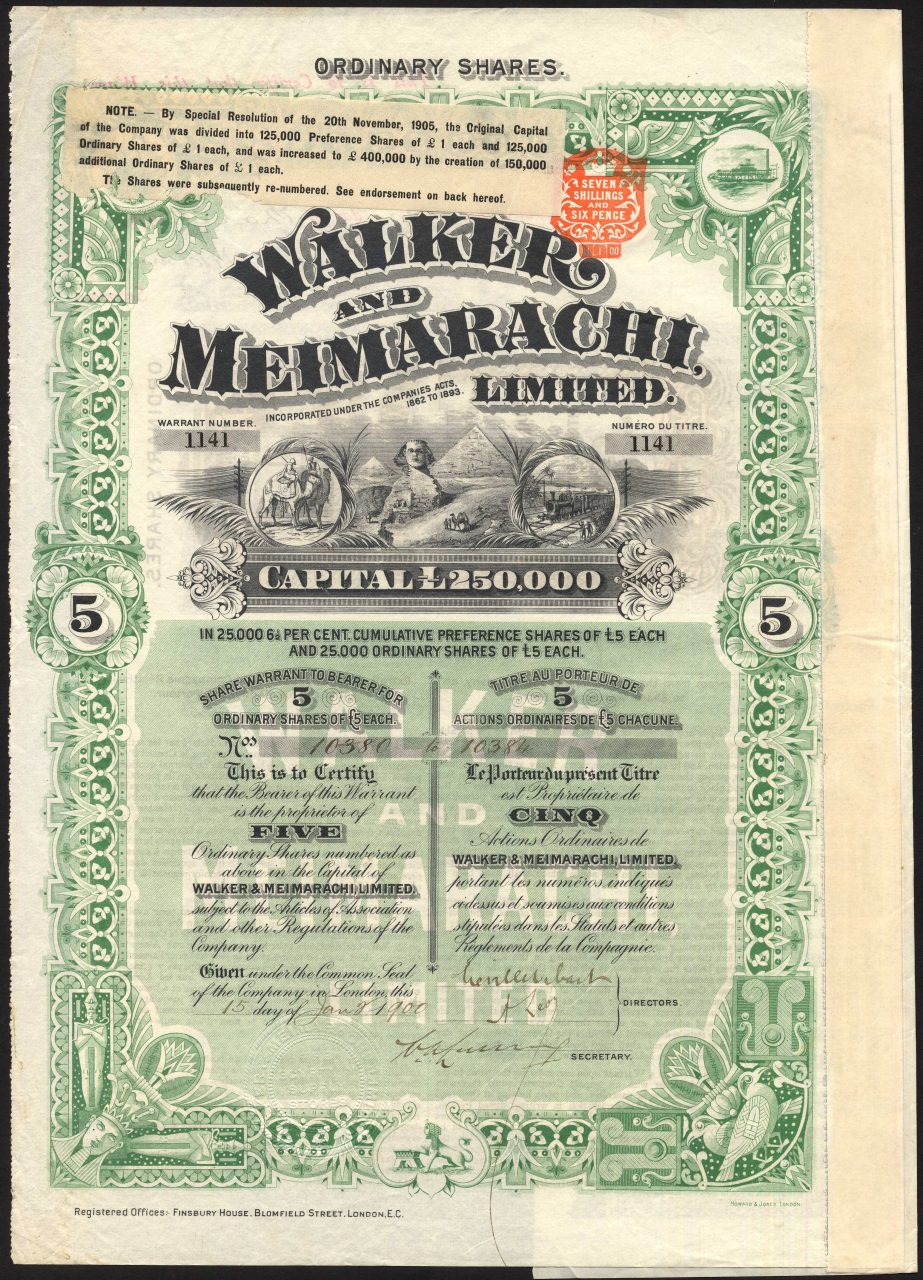 ORDINARY SHARES.
NOTE. — By Special Resolution of the 20th November, 1905, the Original Capital
of the Company was divided into 125,000 Preference Shares of £ 1 each and 125,000
Ordinary Shares of £ 1 each, and was increased to £ 400,000 by the creation of 150,000
additional Ordinary Shares of £ 1 each.
The Shares were subsequently re-numbered. See endorsement on back hereof.
SEVEN
SHILLINGS
AND
SIX PENCE
WALKER
AND
MEIMARACHI,
LIMITED.
INCORPORATED UNDER THE COMPANIES ACTS,
1862 TO 1893.
WARRANT NUMBER.
1141
NUMÉRO DU TITRE.
1141
CAPITAL £250,000
5
5
IN 25.000 6½ PER CENT. CUMULATIVE PREFERENCE SHARES OF £5 EACH
AND 25.000 ORDINARY SHARES OF £5 EACH.
SHARE WARRANT TO BEARER FOR
5
ORDINARY SHARES OF £5 EACH.
TITRE AU PORTEUR DE
5
ACTIONS ORDINAIRES DE £5 CHACUNE.
Nos. 10380 to 10384
This is to Certify
that the Bearer of this Warrant
is the proprietor of
FIVE
Ordinary Shares numbered as
above in the Capital of
WALKER & MEIMARACHI, LIMITED.
subject to the Articles of Association
and other Regulations of the
Company.
Given under the Common Seal
of the Company in London, this
15 day of Jany 1900
Le Porteur du présent Titre
est Propriétaire de
CINQ
Actions Ordinaires de
WALKER & MEIMARACHI, LIMITED.
portant les numéros indiqués
ci-dessus et soumises aux conditions
stipulées dans les Statuts et autres
Règlements de la Compagnie.
DIRECTORS.
SECRETARY.
WALKER
AND
MEIMARACHI
LIMITED
Registered Offices:- FINSBURY HOUSE, BLOMFIELD STREET, LONDON, E.C.
HOWARD & JONES LONDON.